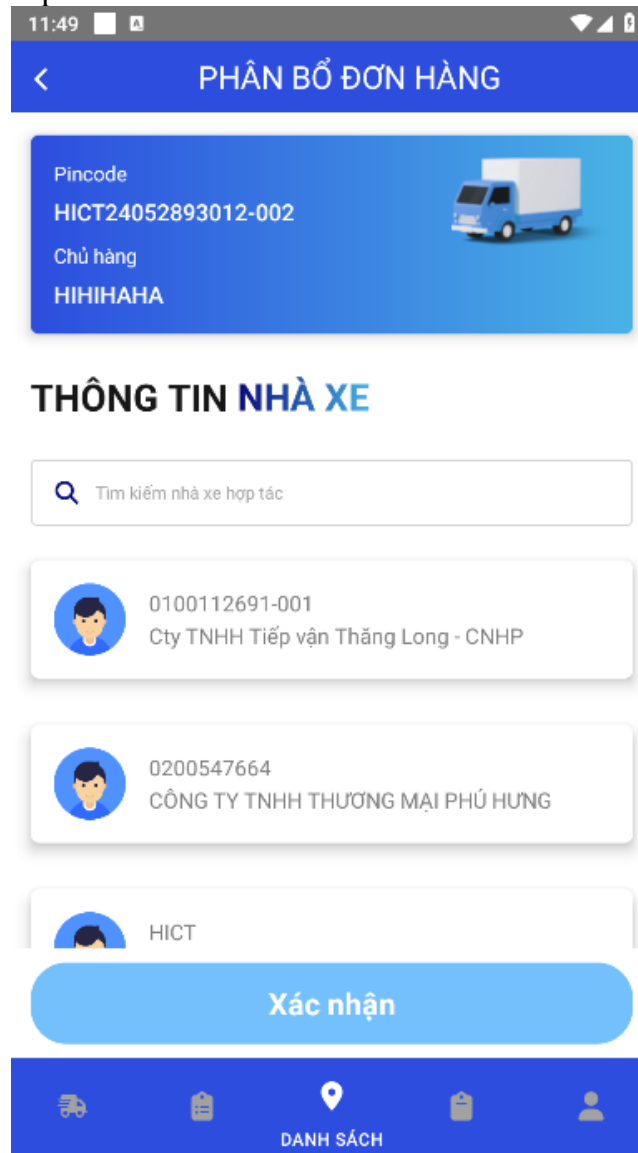 11:49
PHÂN BỔ ĐƠN HÀNG
Pincode
HICT24052893012-002
Chủ hàng
HIHIHAHA
THÔNG TIN NHÀ XE
Tìm kiếm nhà xe hợp tác
0100112691-001
Cty TNHH Tiếp vận Thăng Long - CNHP
0200547664
CÔNG TY TNHH THƯƠNG MẠI PHÚ HƯNG
HICT
Xác nhận
DANH SÁCH